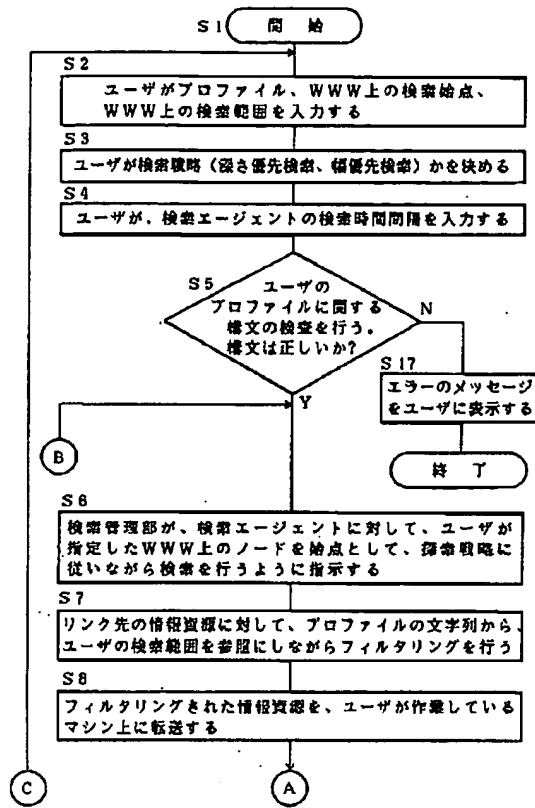 S1
開 始
S2
ユーザがプロファイル、WWW上の検索始点、
WWW上の検索範囲を入力する
S3
ユーザが検索戦略(深さ優先検索、幅優先検索)かを決める
S4
ユーザが、検索エージェントの検索時間間隔を入力する
S5
ユーザの
プロファイルに関する
構文の検査を行う。
構文は正しいか?
N
S17
エラーのメッセージ
をユーザに表示する
終 了
Y
B
S6
検索管理部が、検索エージェントに対して、ユーザが
指定したWWW上のノードを始点として、探索戦略に
従いながら検索を行うように指示する
S7
リンク先の情報資源に対して、プロファイルの文字列から、
ユーザの検索範囲を参照にしながらフィルタリングを行う
S8
フィルタリングされた情報資源を、ユーザが作業している
マシン上に転送する
C
A